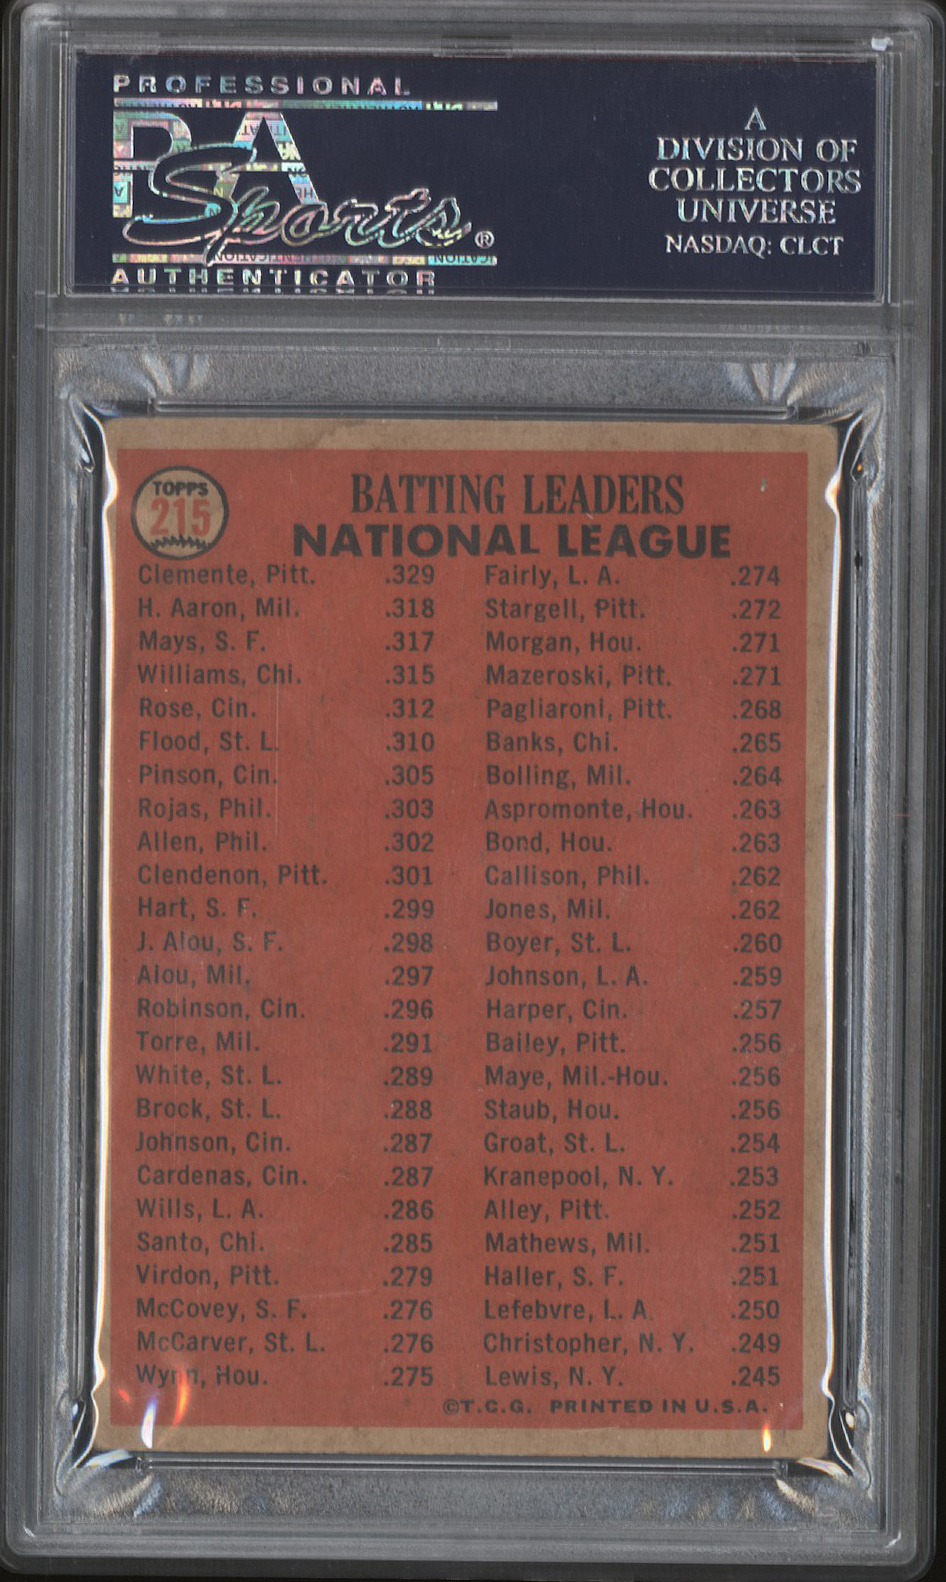 PROFESSIONAL
PSA
Sports®
AUTHENTICATOR
A
DIVISION OF
COLLECTORS
UNIVERSE
NASDAQ: CLCT
TOPPS
215
BATTING LEADERS
NATIONAL LEAGUE
Clemente, Pitt. .329
H. Aaron, Mil. .318
Mays, S. F. .317
Williams, Chi. .315
Rose, Cin. .312
Flood, St. L. .310
Pinson, Cin. .305
Rojas, Phil. .303
Allen, Phil. .302
Clendenon, Pitt. .301
Hart, S. F. .299
J. Alou, S. F. .298
Alou, Mil. .297
Robinson, Cin. .296
Torre, Mil. .291
White, St. L. .289
Brock, St. L. .288
Johnson, Cin. .287
Cardenas, Cin. .287
Wills, L. A. .286
Santo, Chi. .285
Virdon, Pitt. .279
McCovey, S. F. .276
McCarver, St. L. .276
Wynn, Hou. .275
Fairly, L. A. .274
Stargell, Pitt. .272
Morgan, Hou. .271
Mazeroski, Pitt. .271
Pagliaroni, Pitt. .268
Banks, Chi. .265
Bolling, Mil. .264
Aspromonte, Hou. .263
Bond, Hou. .263
Callison, Phil. .262
Jones, Mil. .262
Boyer, St. L. .260
Johnson, L. A. .259
Harper, Cin. .257
Bailey, Pitt. .256
Maye, Mil.-Hou. .256
Staub, Hou. .256
Groat, St. L. .254
Kranepool, N. Y. .253
Alley, Pitt. .252
Mathews, Mil. .251
Haller, S. F. .251
Lefebvre, L. A. .250
Christopher, N. Y. .249
Lewis, N. Y. .245
©T.C.G. PRINTED IN U.S.A.